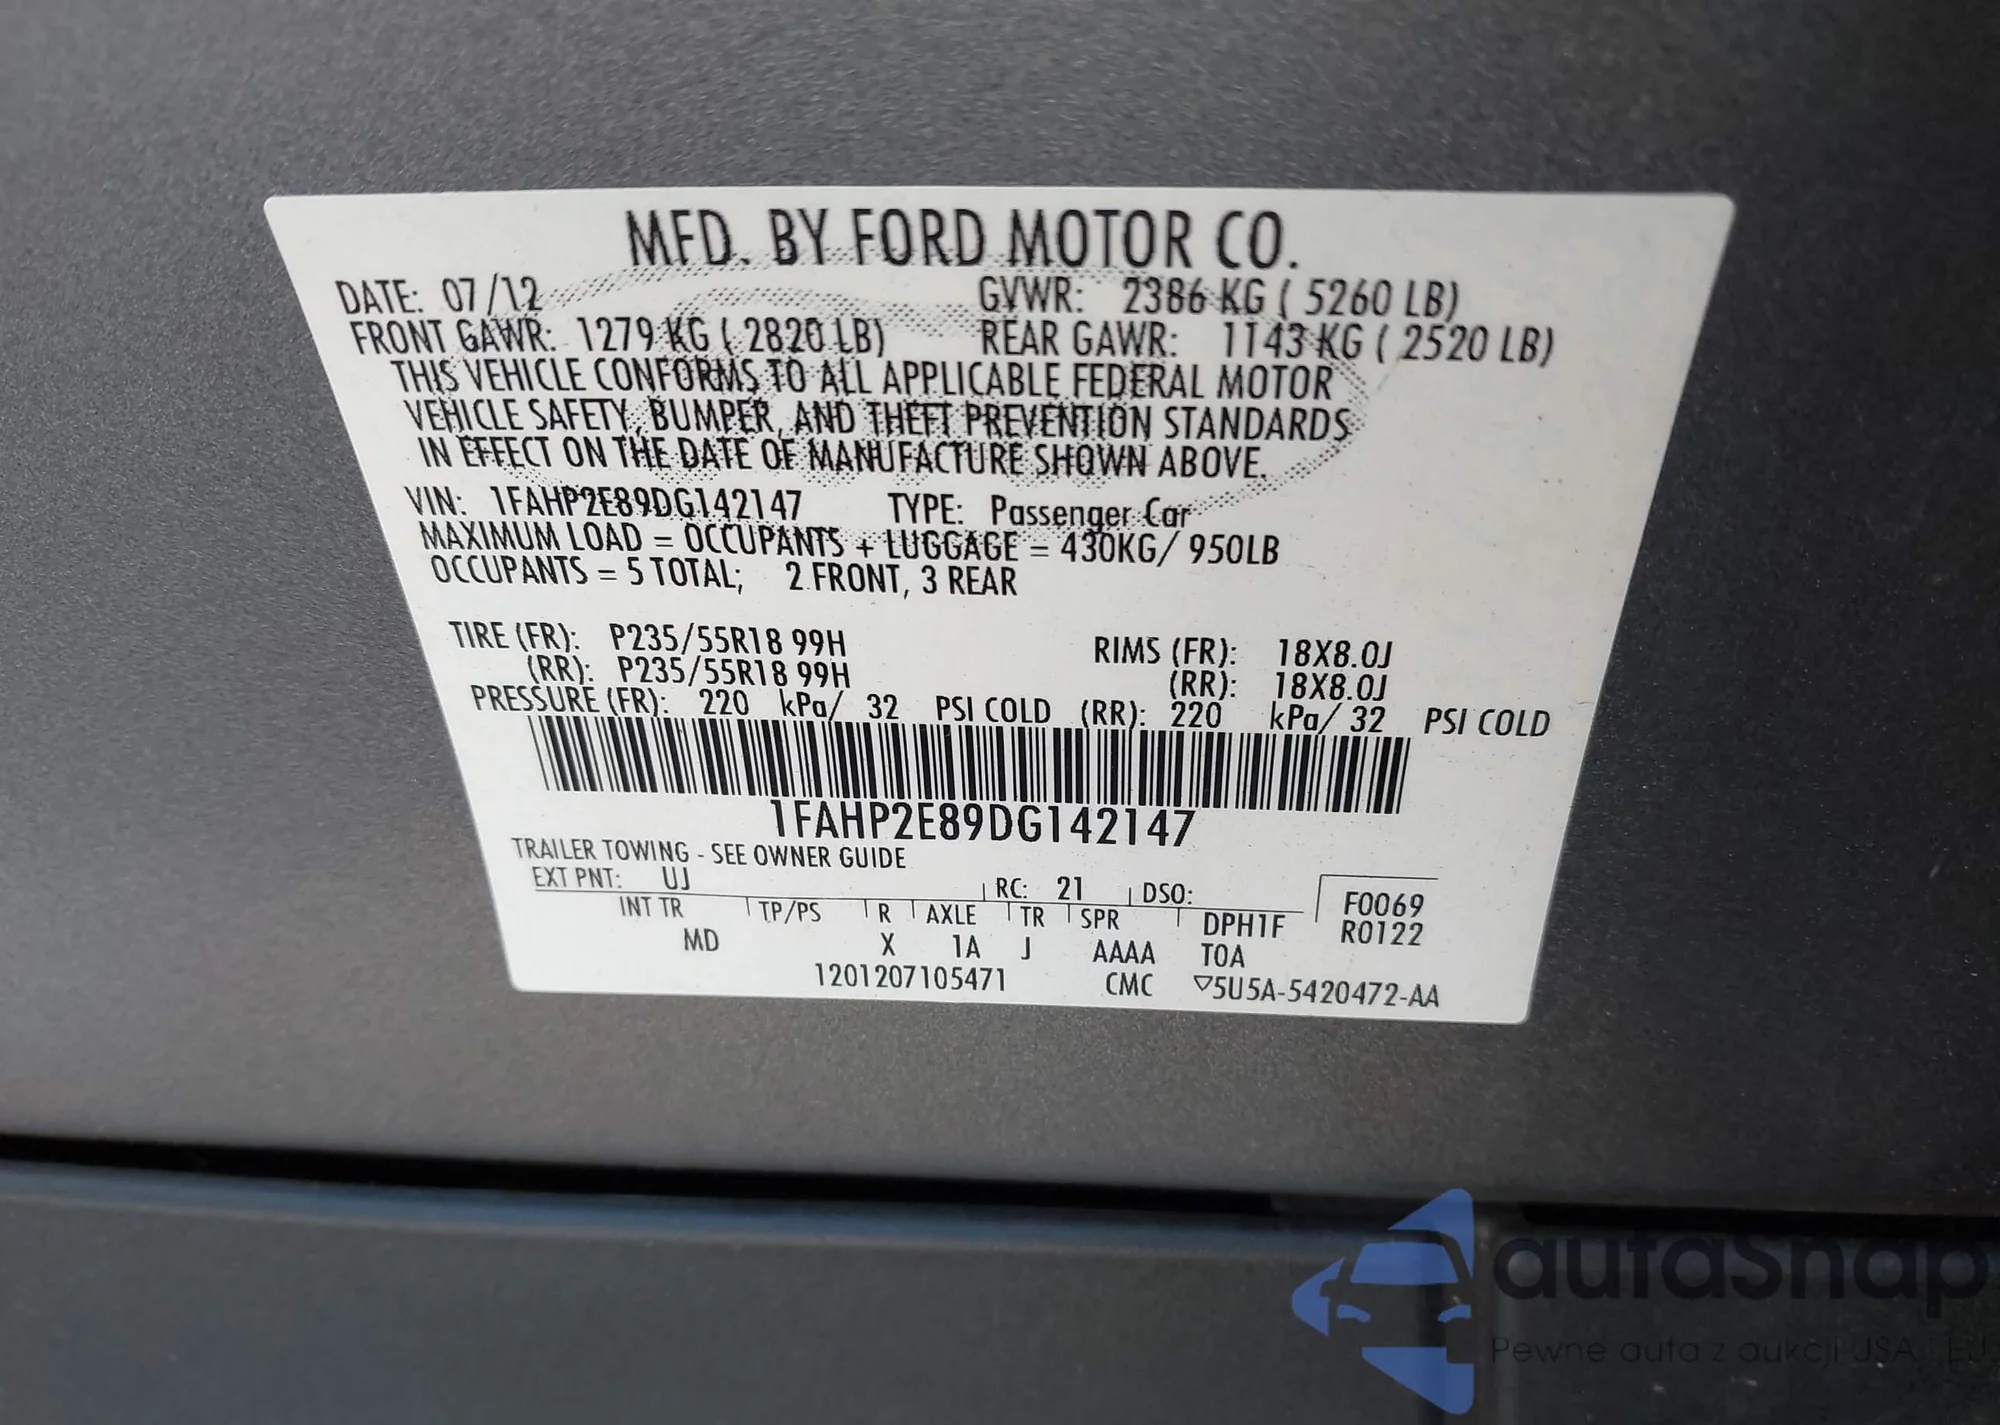 MFD. BY FORD MOTOR CO.
DATE: 07/12 GVWR: 2386 KG ( 5260 LB)
FRONT GAWR: 1279 KG ( 2820 LB) REAR GAWR: 1143 KG ( 2520 LB)
THIS VEHICLE CONFORMS TO ALL APPLICABLE FEDERAL MOTOR
VEHICLE SAFETY, BUMPER, AND THEFT PREVENTION STANDARDS
IN EFFECT ON THE DATE OF MANUFACTURE SHOWN ABOVE.
VIN: 1FAHP2E89DG142147 TYPE: Passenger Car
MAXIMUM LOAD = OCCUPANTS + LUGGAGE = 430KG/ 950LB
OCCUPANTS = 5 TOTAL; 2 FRONT, 3 REAR
TIRE (FR): P235/55R18 99H RIMS (FR): 18X8.0J
(RR): P235/55R18 99H (RR): 18X8.0J
PRESSURE (FR): 220 kPa/ 32 PSI COLD (RR): 220 kPa/ 32 PSI COLD
1FAHP2E89DG142147
TRAILER TOWING - SEE OWNER GUIDE
EXT PNT: UJ RC: 21 DSO: F0069
INT TR TP/PS R AXLE TR SPR DPH1F R0122
MD X 1A J AAAA TOA
1201207105471 CMC ▽5U5A-5420472-AA
autaSnap
Pewne auta z aukcji USA i EU